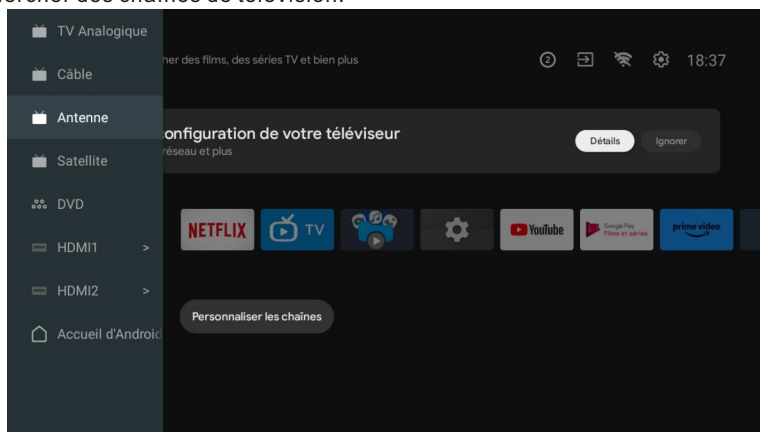 des chaînes de télévision.
TV Analogique
Câble
Antenne
Satellite
DVD
HDMI1 >
HDMI2 >
Accueil d'Android
her des films, des séries TV et bien plus
2
18:37
onfiguration de votre téléviseur
réseau et plus
Détails
Ignorer
NETFLIX
TV
YouTube
Google Play
Films et séries
prime video
Personnaliser les chaînes